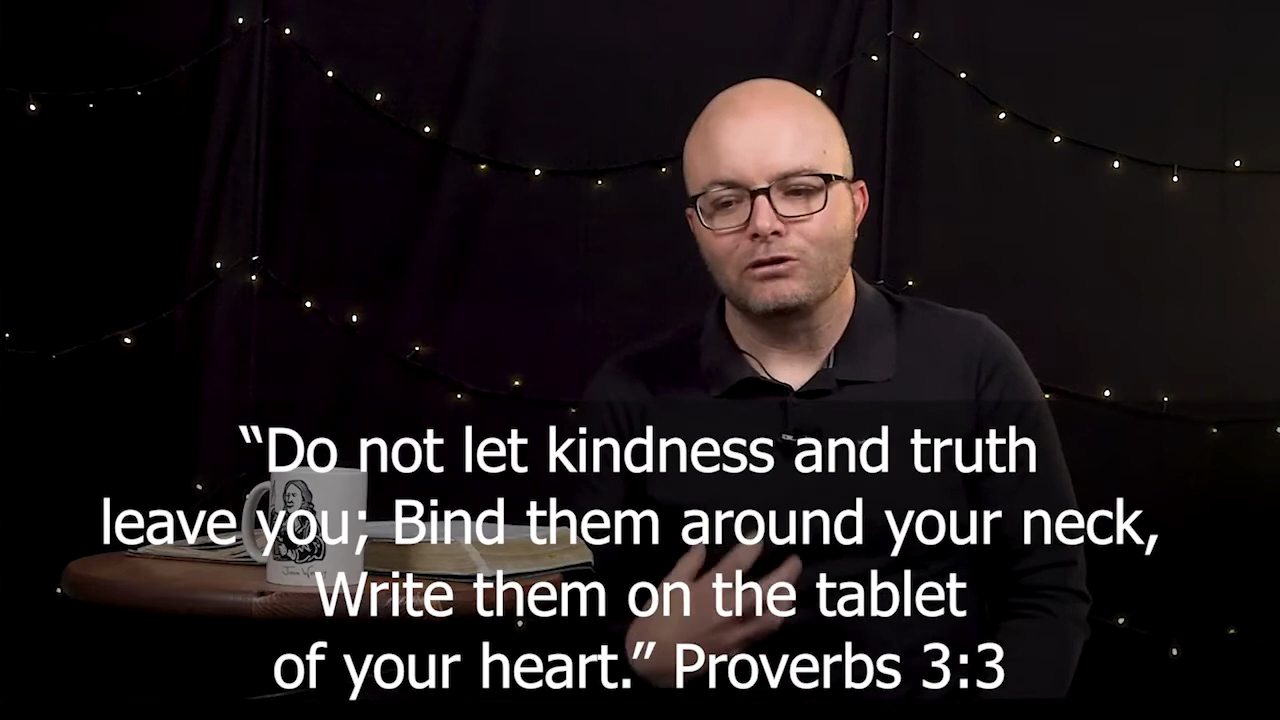 “Do not let kindness and truth
leave you; Bind them around your neck,
Write them on the tablet
of your heart.” Proverbs 3:3